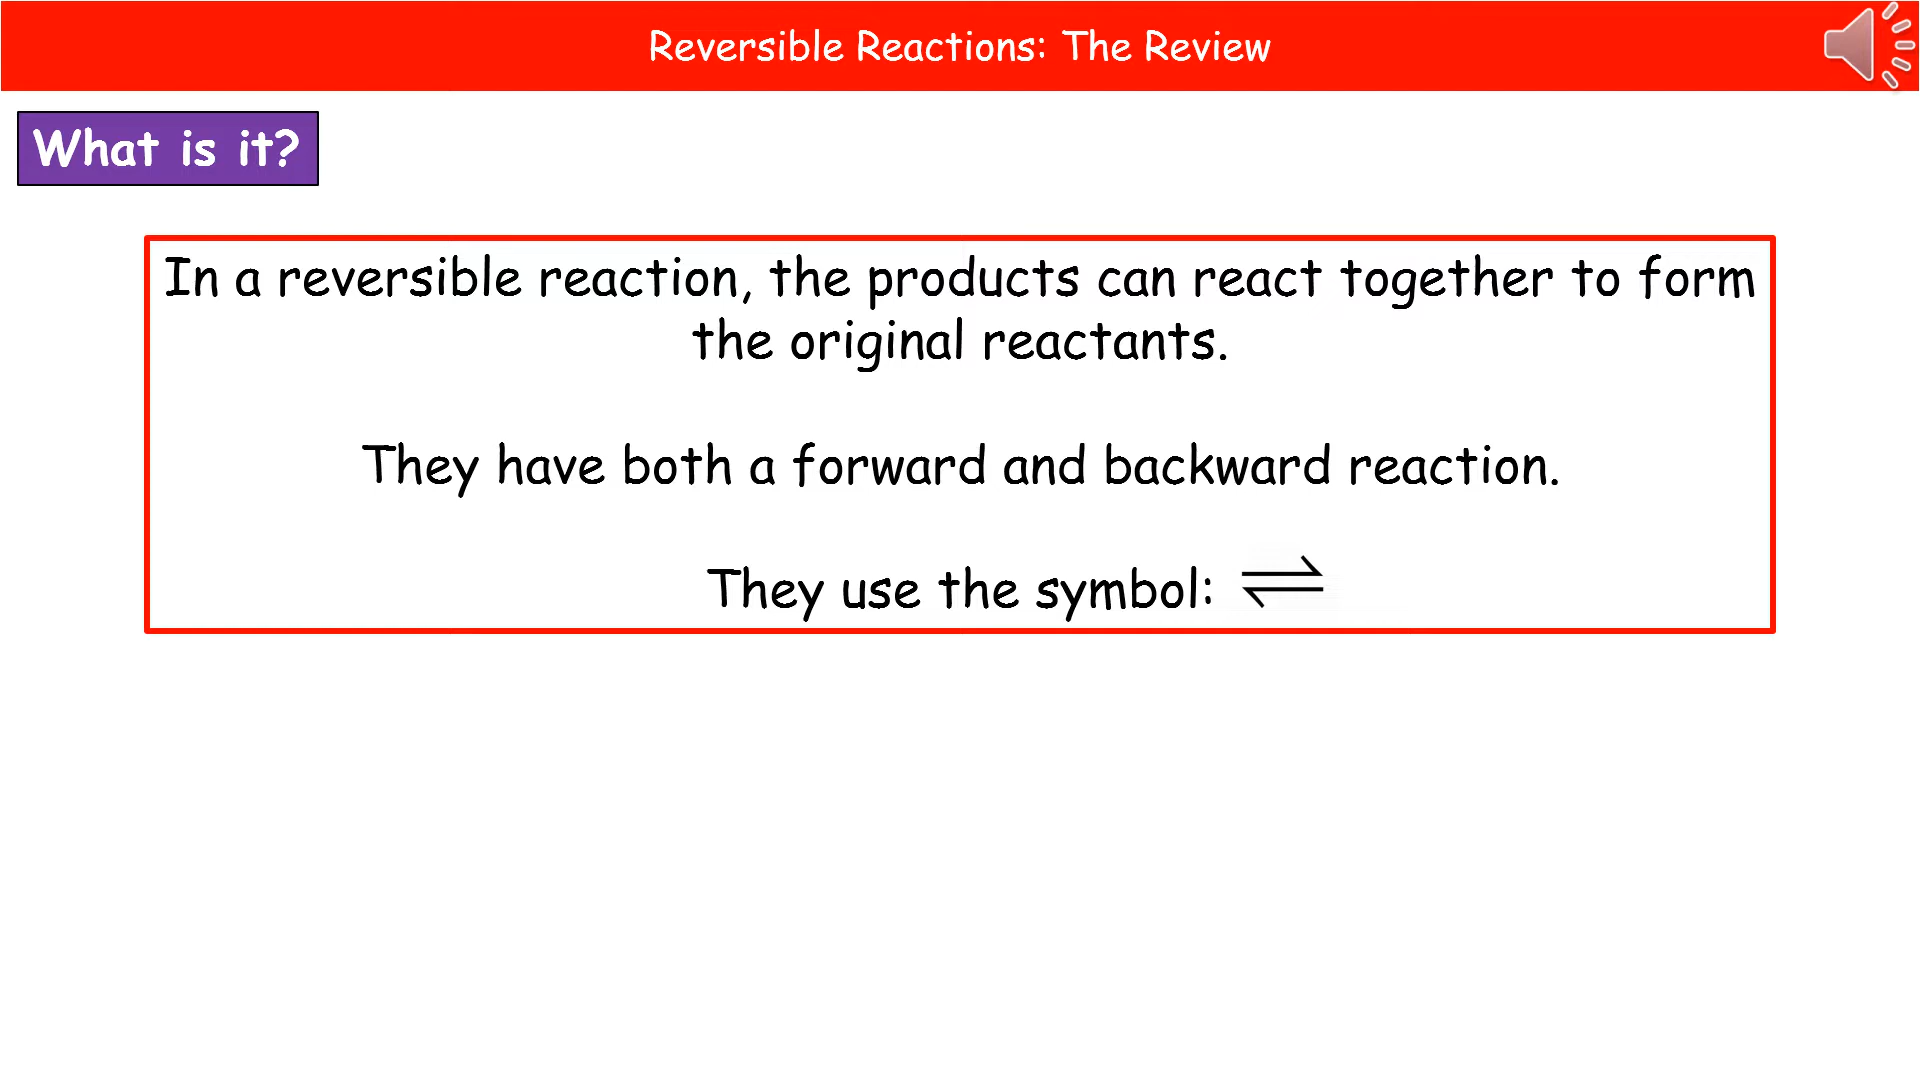 Reversible Reactions: The Review
What is it?
In a reversible reaction, the products can react together to form
the original reactants.
They have both a forward and backward reaction.
They use the symbol: ⇌